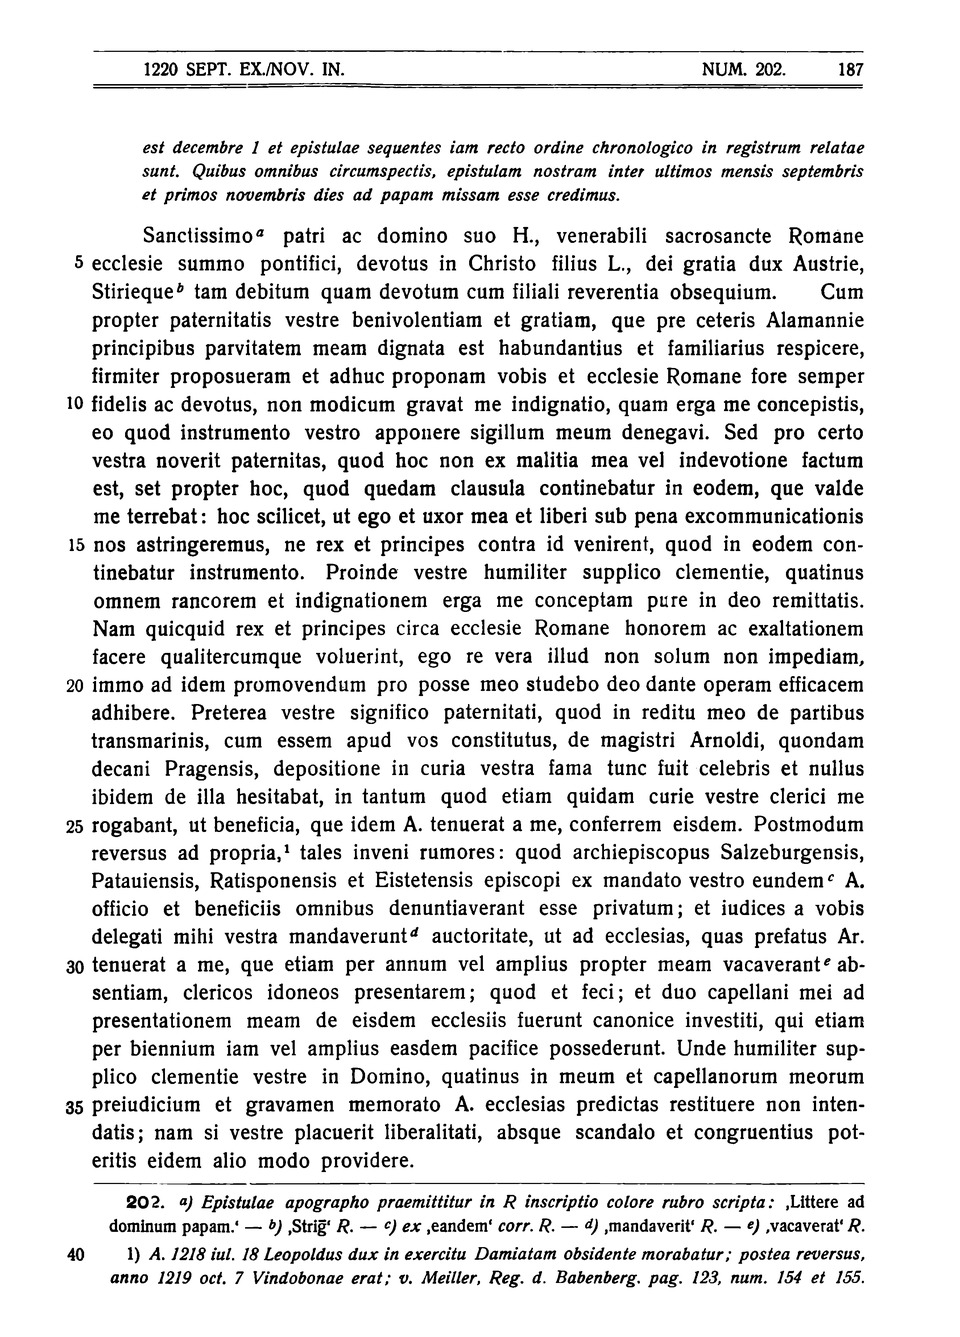 1220 SEPT. EX./NOV. IN. NUM. 202. 187
est decembre 1 et epistulae sequentes iam recto ordine chronologico in registrum relatae
sunt. Quibus omnibus circumspectis, epistulam nostram inter ultimos mensis septembris
et primos novembris dies ad papam missam esse credimus.
Sanctissimo a patri ac domino suo H., venerabili sacrosancte Romane
5 ecclesie summo pontifici, devotus in Christo filius L., dei gratia dux Austrie,
Stirieque b tam debitum quam devotum cum filiali reverentia obsequium. Cum
propter paternitatis vestre benivolentiam et gratiam, que pre ceteris Alamannie
principibus parvitatem meam dignata est habundantius et familiarius respicere,
firmiter proposueram et adhuc proponam vobis et ecclesie Romane fore semper
10 fidelis ac devotus, non modicum gravat me indignatio, quam erga me concepistis,
eo quod instrumento vestro apponere sigillum meum denegavi. Sed pro certo
vestra noverit paternitas, quod hoc non ex malitia mea vel indevotione factum
est, set propter hoc, quod quedam clausula continebatur in eodem, que valde
me terrebat: hoc scilicet, ut ego et uxor mea et liberi sub pena excommunicationis
15 nos astringeremus, ne rex et principes contra id venirent, quod in eodem con-
tinebatur instrumento. Proinde vestre humiliter supplico clementie, quatinus
omnem rancorem et indignationem erga me conceptam pure in deo remittatis.
Nam quicquid rex et principes circa ecclesie Romane honorem ac exaltationem
facere qualitercumque voluerint, ego re vera illud non solum non impediam,
20 immo ad idem promovendum pro posse meo studebo deo dante operam efficacem
adhibere. Preterea vestre significo paternitati, quod in reditu meo de partibus
transmarinis, cum essem apud vos constitutus, de magistri Arnoldi, quondam
decani Pragensis, depositione in curia vestra fama tunc fuit celebris et nullus
ibidem de illa hesitabat, in tantum quod etiam quidam curie vestre clerici me
25 rogabant, ut beneficia, que idem A. tenuerat a me, conferrem eisdem. Postmodum
reversus ad propria,¹ tales inveni rumores: quod archiepiscopus Salzeburgensis,
Patauiensis, Ratisponensis et Eistetensis episcopi ex mandato vestro eundem c A.
officio et beneficiis omnibus denuntiaverant esse privatum; et iudices a vobis
delegati mihi vestra mandaverunt d auctoritate, ut ad ecclesias, quas prefatus Ar.
30 tenuerat a me, que etiam per annum vel amplius propter meam vacaverant e ab-
sentiam, clericos idoneos presentarem; quod et feci; et duo capellani mei ad
presentationem meam de eisdem ecclesiis fuerunt canonice investiti, qui etiam
per biennium iam vel amplius easdem pacifice possederunt. Unde humiliter sup-
plico clementie vestre in Domino, quatinus in meum et capellanorum meorum
35 preiudicium et gravamen memorato A. ecclesias predictas restituere non inten-
datis; nam si vestre placuerit liberalitati, absque scandalo et congruentius pot-
eritis eidem alio modo providere.
202. a) Epistulae apographo praemittitur in R inscriptio colore rubro scripta: ‚Littere ad
dominum papam.‘ — b) ‚Strig̅‘ R. — c) ex ‚eandem‘ corr. R. — d) ‚mandaverit‘ R. — e) ‚vacaverat‘ R.
40 1) A. 1218 iul. 18 Leopoldus dux in exercitu Damiatam obsidente morabatur; postea reversus,
anno 1219 oct. 7 Vindobonae erat; v. Meiller, Reg. d. Babenberg. pag. 123, num. 154 et 155.